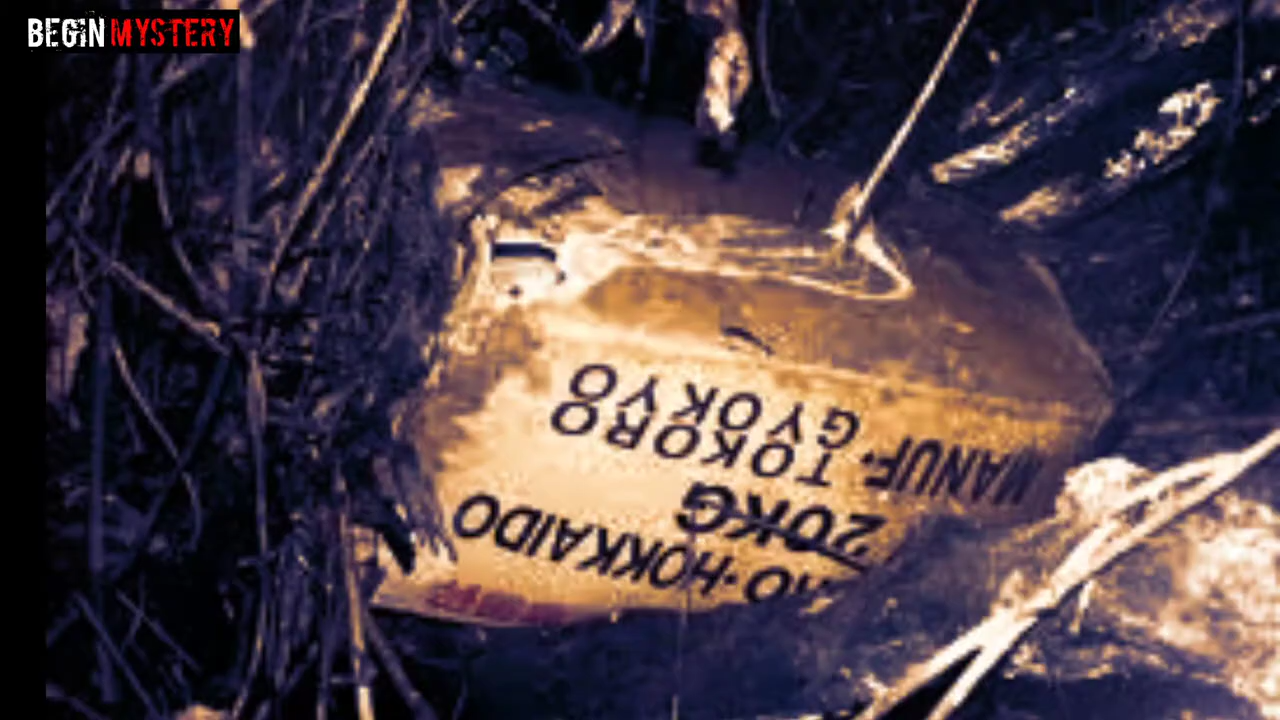 BEGIN MYSTERY
HOKKAIDO
20KG
MANUF. TOKORO
GYOKYO